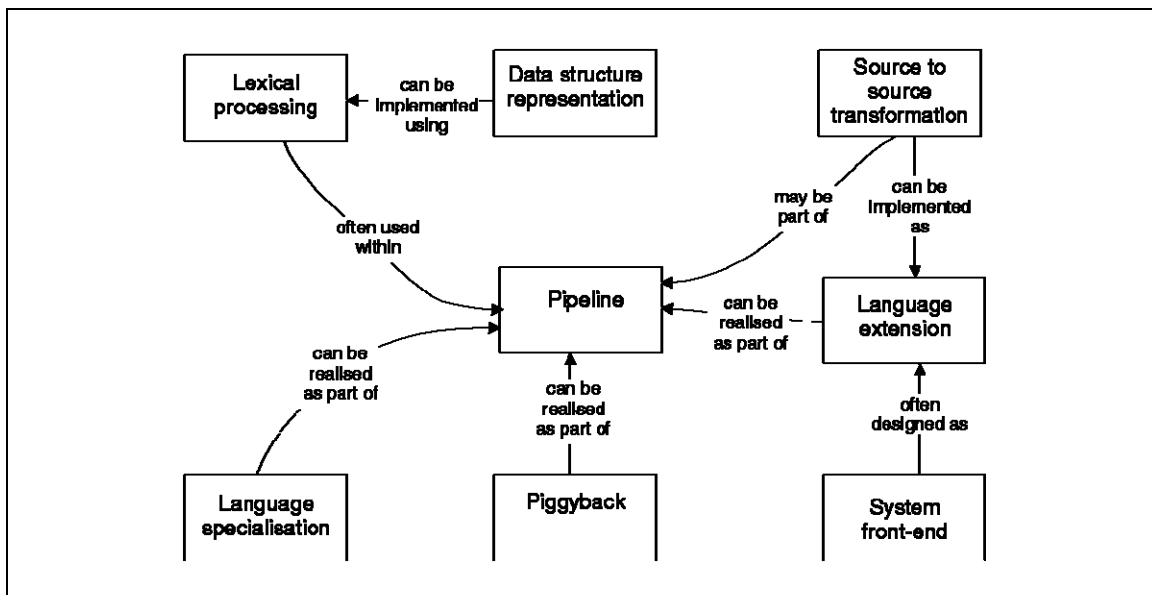 Lexical
processing
can be
implemented
using
Data structure
representation
Source to
source
transformation
often used
within
may be
part of
can be
implemented
as
Pipeline
can be
realised
as part of
Language
extension
can be
realised
as part of
can be
realised
as part of
often
designed as
Language
specialisation
Piggyback
System
front-end